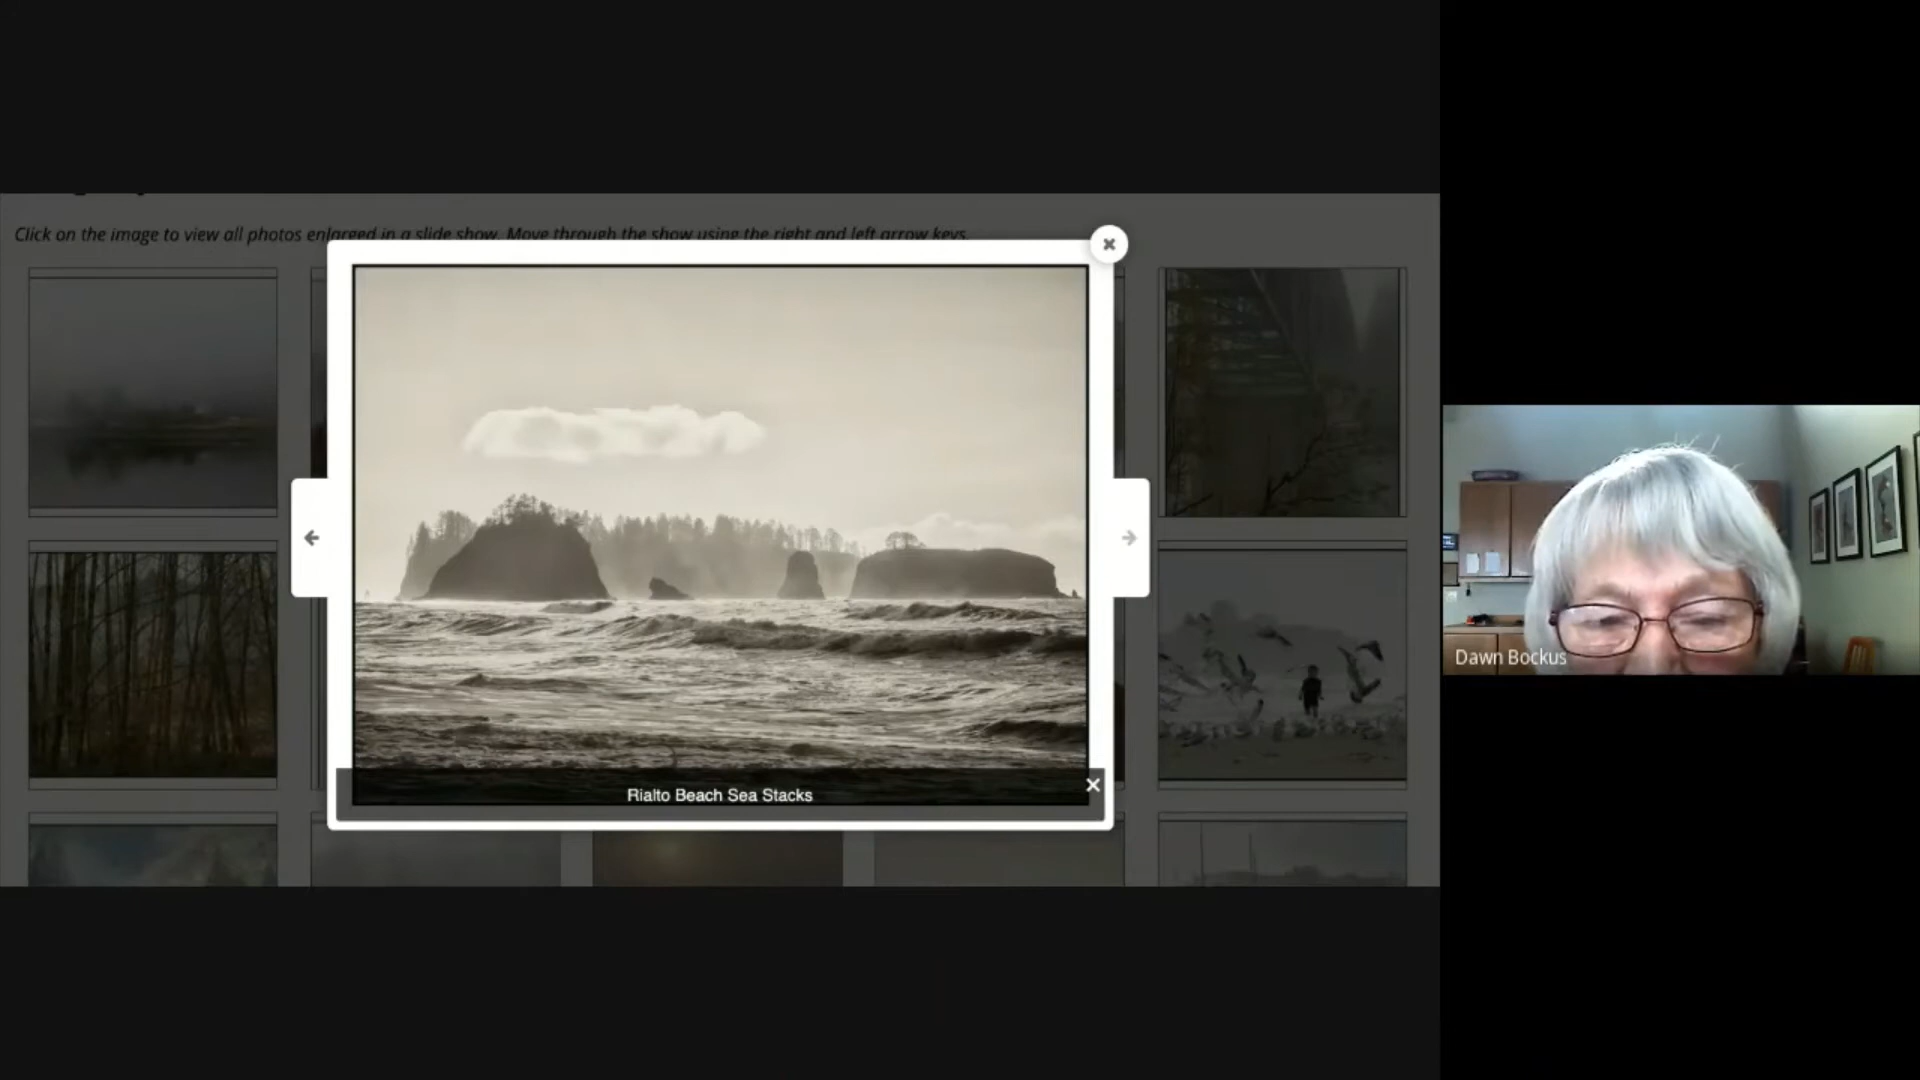 Click on the image to view all photos enlarged in a slide show. Move through the show using the right and left arrow keys.
Rialto Beach Sea Stacks
Dawn Bockus